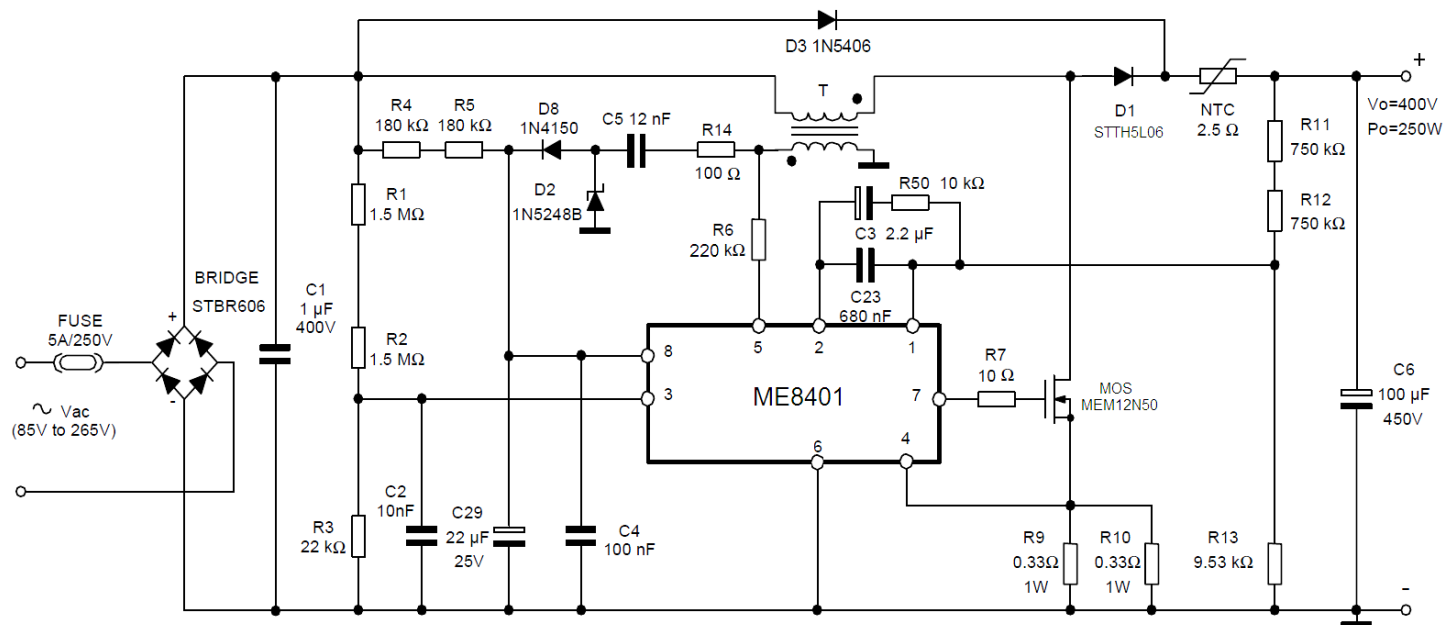 D3 1N5406
T
+
R4
180 kΩ
R5
180 kΩ
D8
1N4150
C5 12 nF
R14
100 Ω
D1
STTH5L06
NTC
2.5 Ω
Vo=400V
Po=250W
R11
750 kΩ
R1
1.5 MΩ
D2
1N5248B
R50 10 kΩ
R12
750 kΩ
R6
220 kΩ
C3 2.2 µF
BRIDGE
STBR606
C1
1 µF
400V
C23
680 nF
FUSE
5A/250V
+
-
R2
1.5 MΩ
5
2
1
8
3
ME8401
7
6
4
R7
10 Ω
MOS
MEM12N50
C6
100 µF
450V
~ Vac
(85V to 265V)
C2
10nF
R3
22 kΩ
C29
22 µF
25V
C4
100 nF
R9
0.33Ω
1W
R10
0.33Ω
1W
R13
9.53 kΩ
-